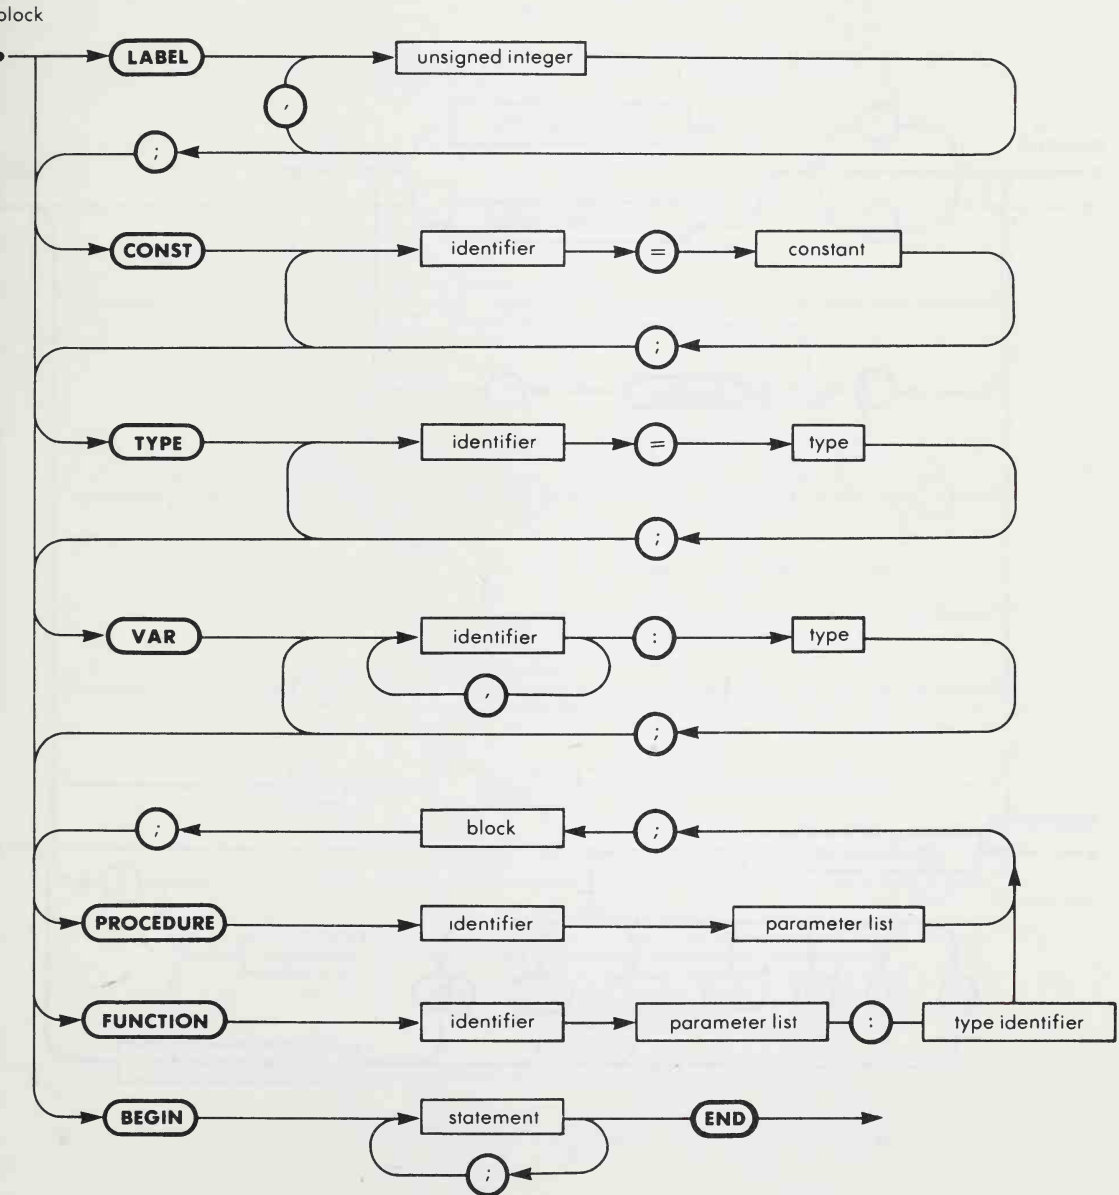 block
LABEL unsigned integer
,
;
CONST identifier = constant
;
TYPE identifier = type
;
VAR identifier : type
,
;
; block ;
PROCEDURE identifier parameter list
FUNCTION identifier parameter list : type identifier
BEGIN statement END
;